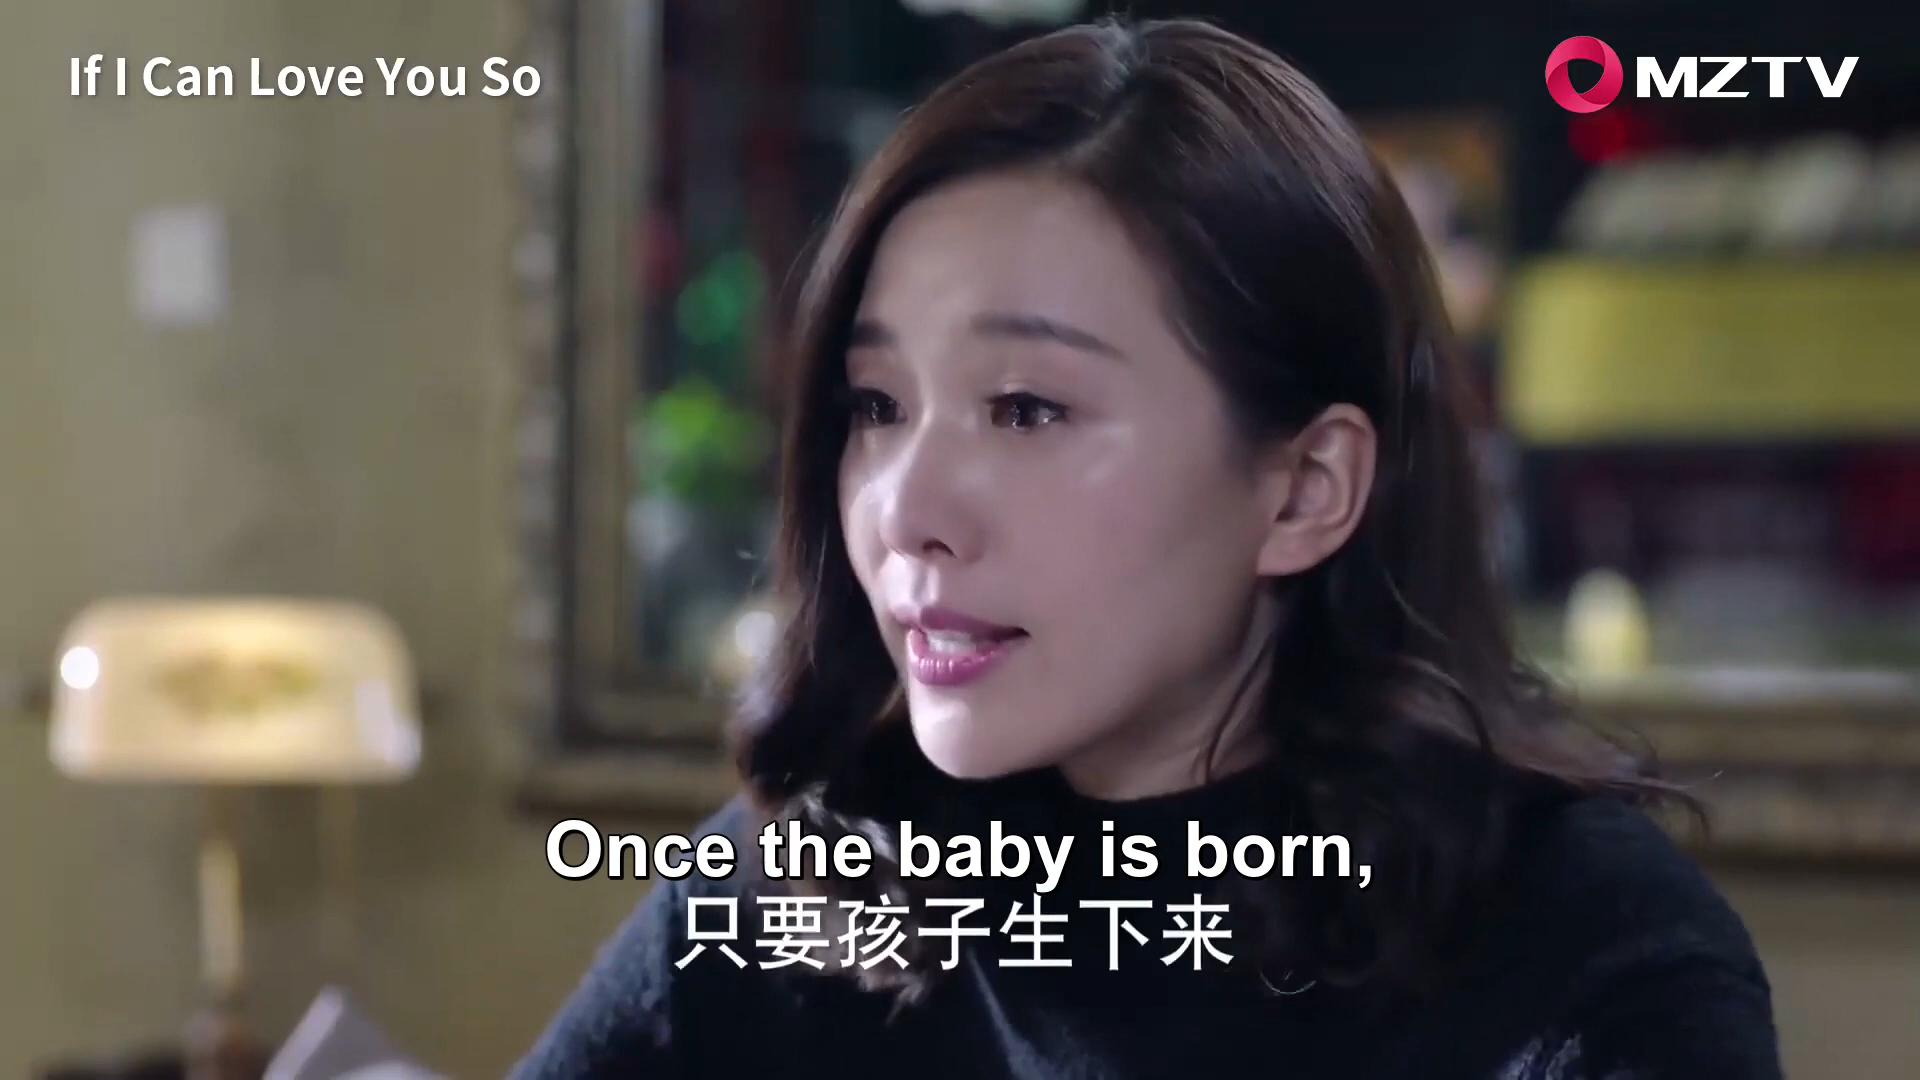 If I Can Love You So
MZTV
Once the baby is born,
只要孩子生下来